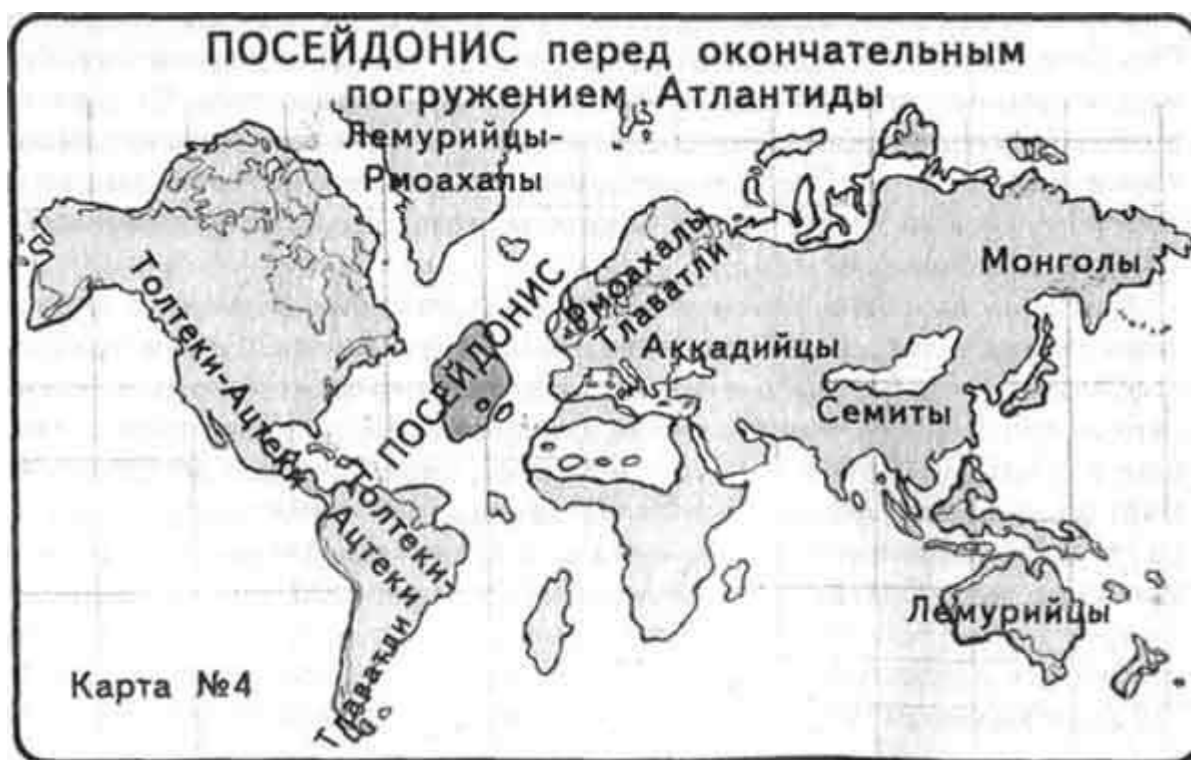 ПОСЕЙДОНИС перед окончательным
погружением Атлантиды
Лемурийцы-
Рмоахалы
Толтеки-Ацтеки
ПОСЕЙДОНИС
Рмоахалы
Тлаватли
Монголы
Аккадийцы
Семиты
Толтеки-
Ацтеки
Тлаватди
Лемурийцы
Карта №4